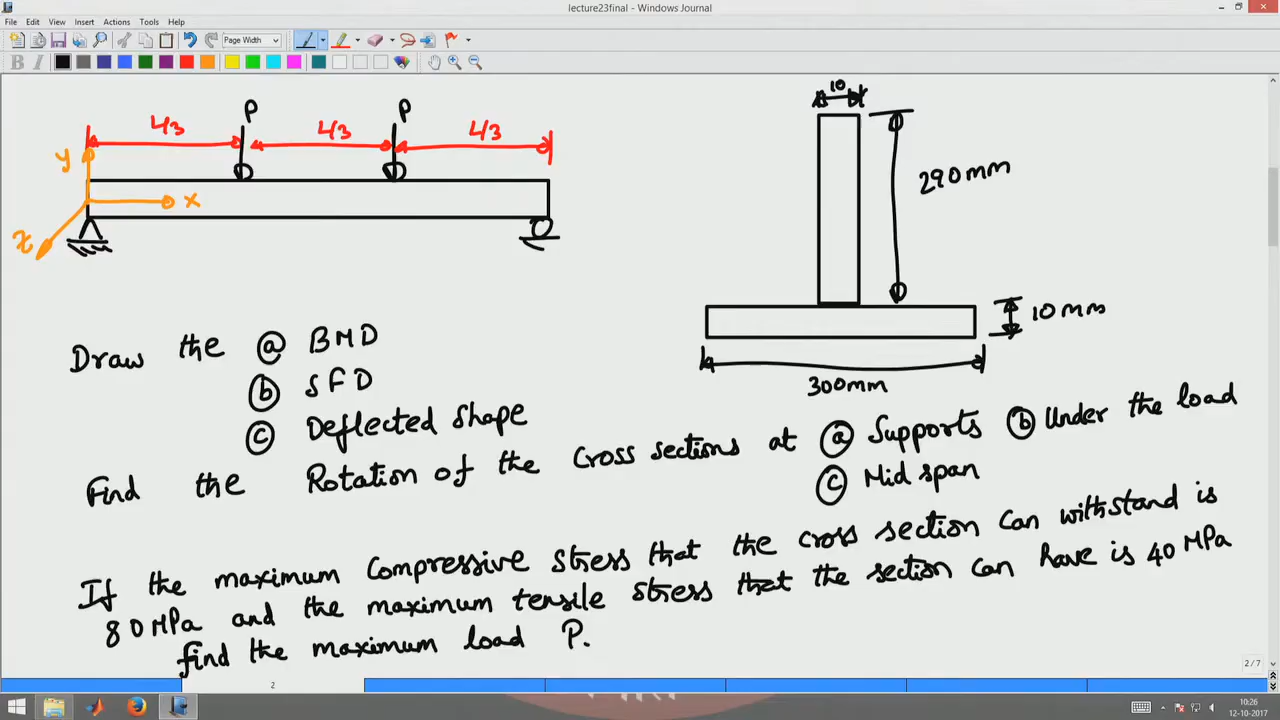 lecture23final - Windows Journal
File Edit View Insert Actions Tools Help
Page Width
B I
P P
L/3 L/3 L/3
y
x
z
10
290mm
10mm
300mm
Draw the (a) BMD
(b) SFD
(c) Deflected shape
Find the Rotation of the cross sections at (a) Supports (b) Under the load
(c) Mid span
If the maximum compressive stress that the cross section can withstand is
80MPa and the maximum tensile stress that the section can have is 40 MPa
find the maximum load P.
2 / 7
2
10:26
12-10-2017